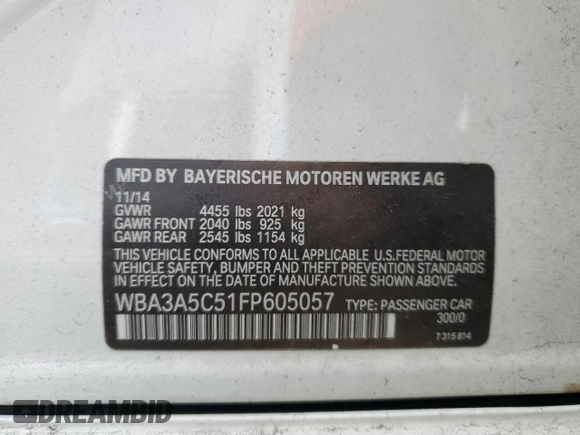 MFD BY BAYERISCHE MOTOREN WERKE AG
11/14
GVWR 4455 lbs 2021 kg
GAWR FRONT 2040 lbs 925 kg
GAWR REAR 2545 lbs 1154 kg
THIS VEHICLE CONFORMS TO ALL APPLICABLE U.S.FEDERAL MOTOR
VEHICLE SAFETY, BUMPER AND THEFT PREVENTION STANDARDS
IN EFFECT ON THE DATE OF MANUFACTURE SHOWN ABOVE.
WBA3A5C51FP605057 TYPE: PASSENGER CAR
300/0
7 315 814
DREAMBID